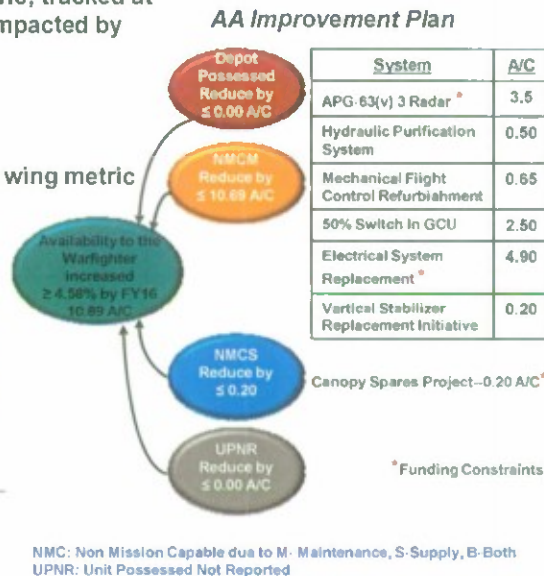 ric, tracked at
mpacted by
AA Improvement Plan
wing metric
Depot
Possessed
Reduce by
≤ 0.00 A/C
NMCM
Reduce by
≤ 10.69 A/C
Availability to the
Warfighter
increased
≥ 4.58% by FY16
10.89 A/C
NMCS
Reduce by
≤ 0.20
UPNR
Reduce by
≤ 0.00 A/C
System A/C
APG-63(v) 3 Radar * 3.5
Hydraulic Purification 0.50
System
Mechanical Flight 0.65
Control Refurbishment
50% Switch In GCU 2.50
Electrical System 4.90
Replacement *
Vertical Stabilizer 0.20
Replacement Initiative
Canopy Spares Project--0.20 A/C*
*Funding Constraints
NMC: Non Mission Capable due to M- Maintenance, S-Supply, B-Both
UPNR: Unit Possessed Not Reported